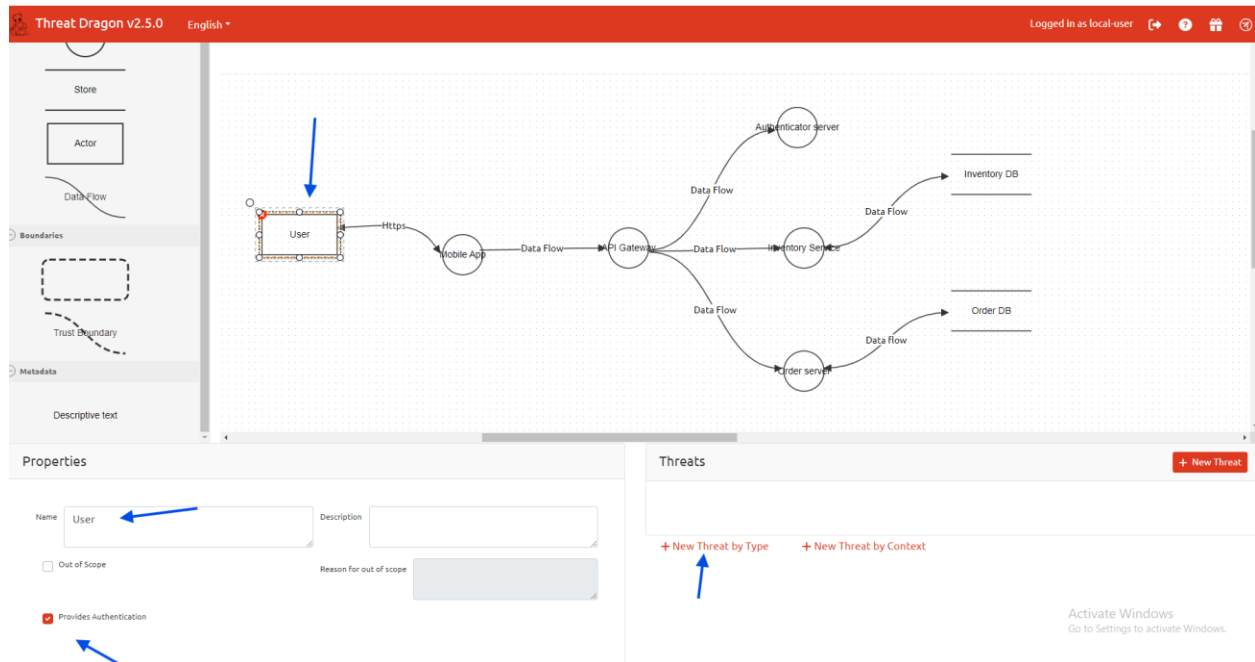 Threat Dragon v2.5.0
English
Logged in as local-user
Store
Actor
Data Flow
Boundaries
Trust Boundary
Metadata
Descriptive text
User
Https
Mobile App
Data Flow
API Gateway
Data Flow
Authenticator server
Data Flow
Inventory Service
Data Flow
Inventory DB
Data Flow
Order server
Data Flow
Order DB
Properties
Name
User
Description
Out of Scope
Reason for out of scope
Provides Authentication
Threats
+ New Threat
+ New Threat by Type
+ New Threat by Context
Activate Windows
Go to Settings to activate Windows.